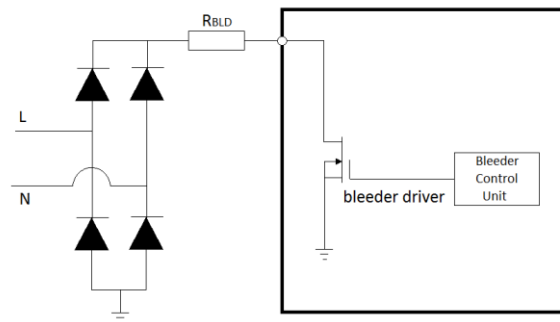 RBLD
L
N
bleeder driver
Bleeder
Control
Unit